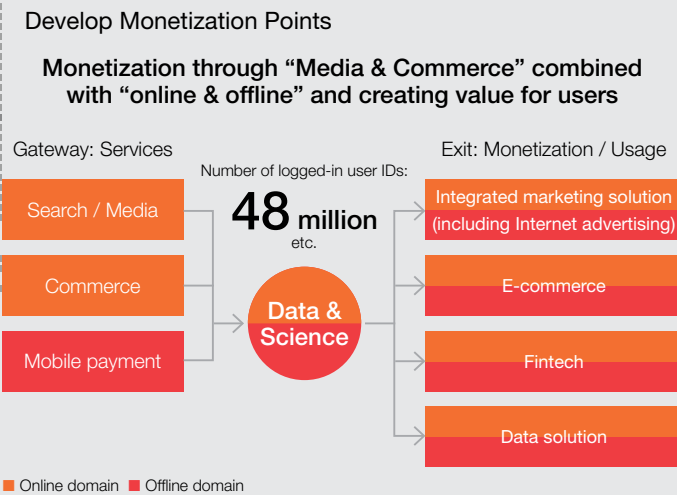 Develop Monetization Points
Monetization through “Media & Commerce” combined
with “online & offline” and creating value for users
Gateway: Services
Search / Media
Commerce
Mobile payment
Number of logged-in user IDs:
48 million
etc.
Data &
Science
Exit: Monetization / Usage
Integrated marketing solution
(including Internet advertising)
E-commerce
Fintech
Data solution
Online domain
Offline domain